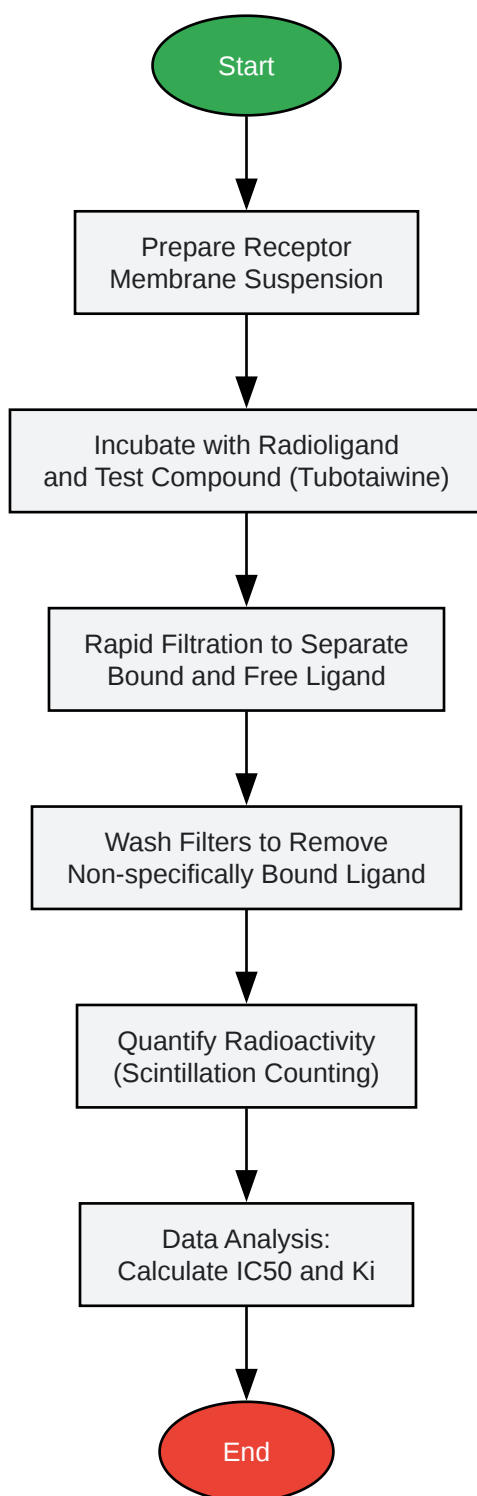 Start
Prepare Receptor
Membrane Suspension
Incubate with Radioligand
and Test Compound (Tubotaiwine)
Rapid Filtration to Separate
Bound and Free Ligand
Wash Filters to Remove
Non-specifically Bound Ligand
Quantify Radioactivity
(Scintillation Counting)
Data Analysis:
Calculate IC50 and Ki
End